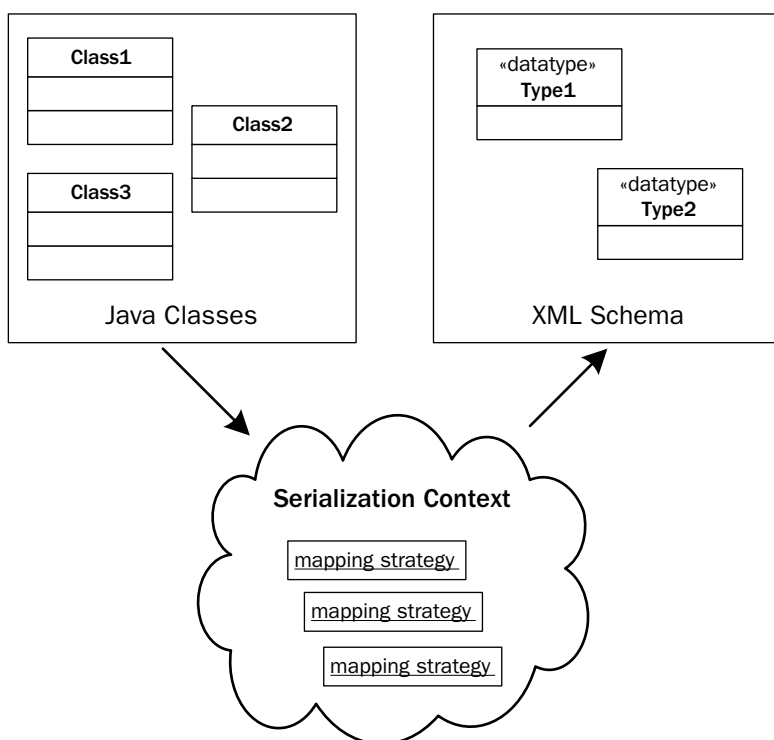 Class1
Class2
Class3
Java Classes
«datatype»
Type1
«datatype»
Type2
XML Schema
Serialization Context
mapping strategy
mapping strategy
mapping strategy